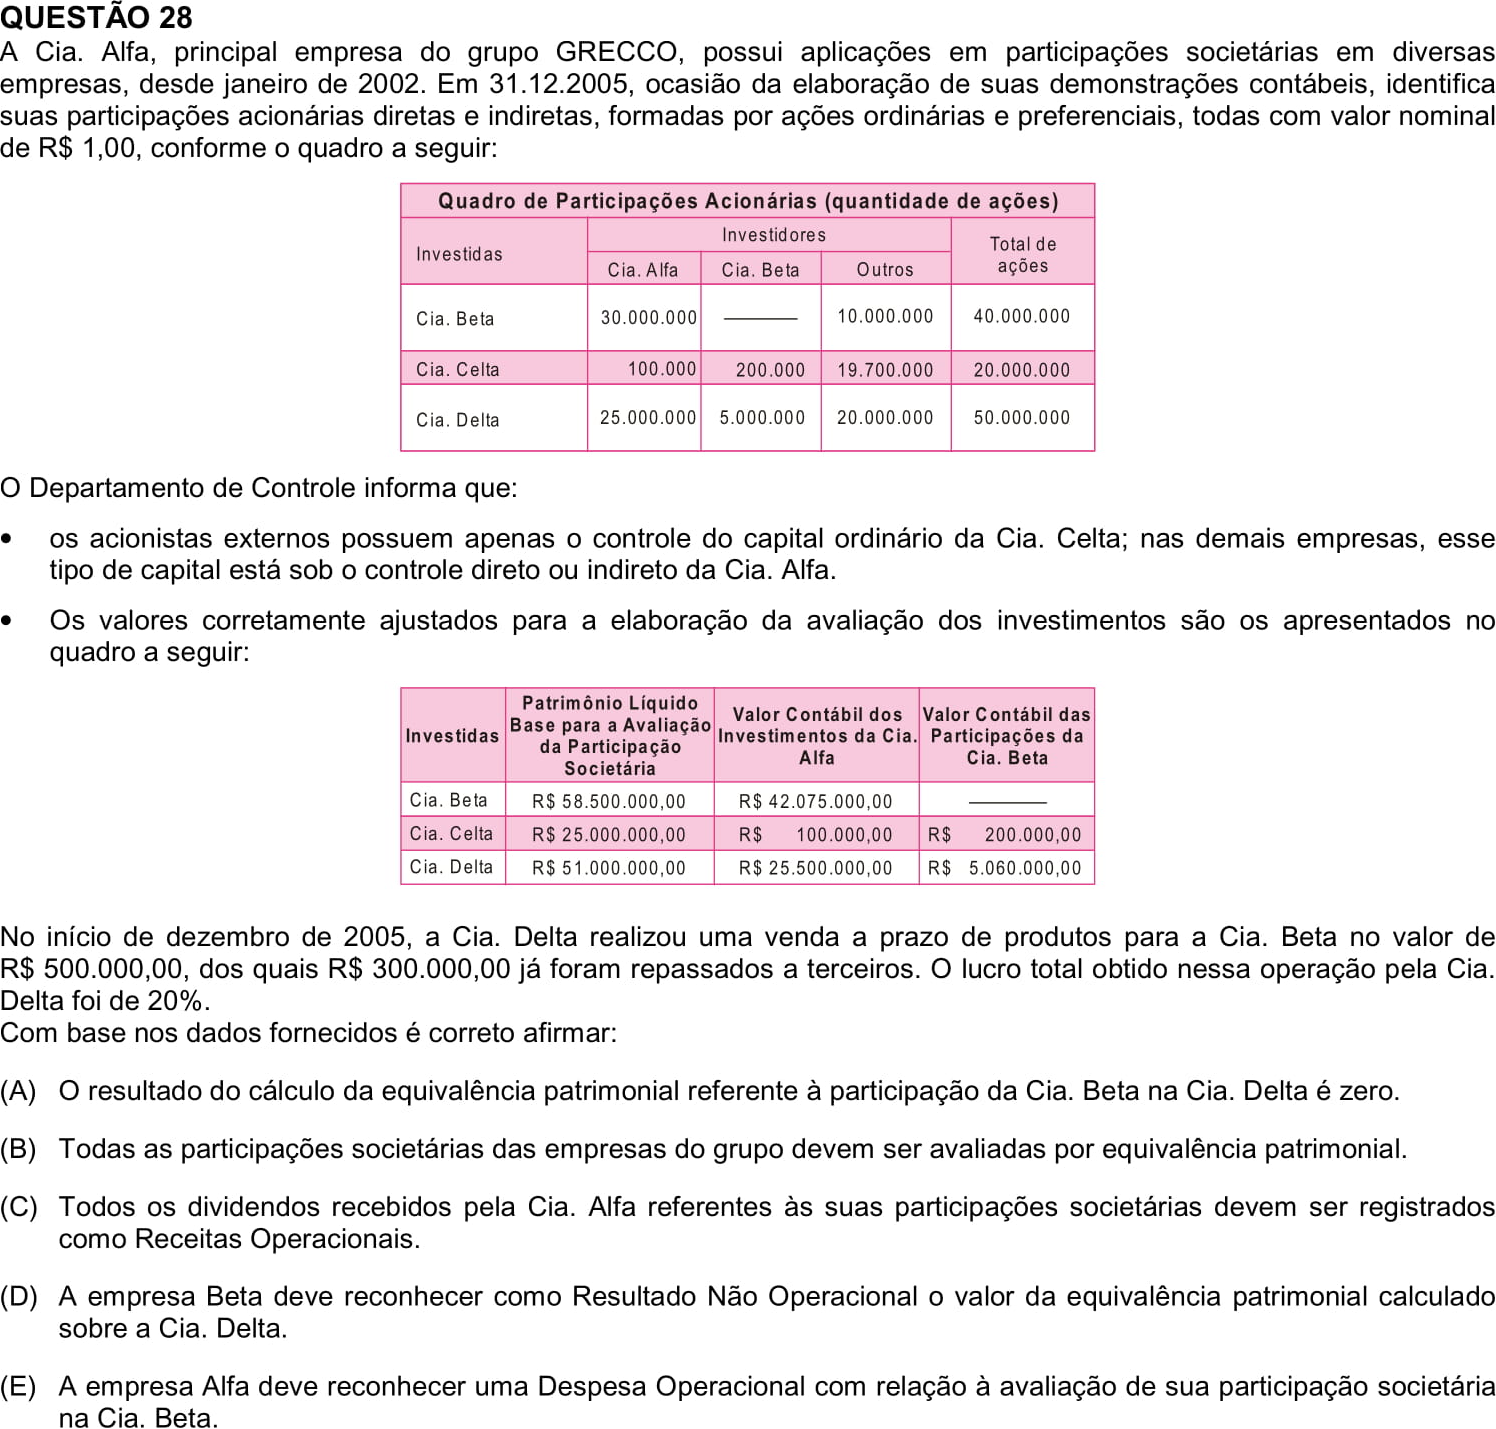 QUESTÃO 28
A Cia. Alfa, principal empresa do grupo GRECCO, possui aplicações em participações societárias em diversas
empresas, desde janeiro de 2002. Em 31.12.2005, ocasião da elaboração de suas demonstrações contábeis, identifica
suas participações acionárias diretas e indiretas, formadas por ações ordinárias e preferenciais, todas com valor nominal
de R$ 1,00, conforme o quadro a seguir:
Quadro de Participações Acionárias (quantidade de ações)
Investidas
Investidores
Total de
ações
Cia. Alfa Cia. Beta Outros
Cia. Beta 30.000.000 ——— 10.000.000 40.000.000
Cia. Celta 100.000 200.000 19.700.000 20.000.000
Cia. Delta 25.000.000 5.000.000 20.000.000 50.000.000
O Departamento de Controle informa que:
• os acionistas externos possuem apenas o controle do capital ordinário da Cia. Celta; nas demais empresas, esse
tipo de capital está sob o controle direto ou indireto da Cia. Alfa.
• Os valores corretamente ajustados para a elaboração da avaliação dos investimentos são os apresentados no
quadro a seguir:
Investidas
Patrimônio Líquido
Base para a Avaliação
da Participação
Societária
Valor Contábil dos
Investimentos da Cia.
Alfa
Valor Contábil das
Participações da
Cia. Beta
Cia. Beta R$ 58.500.000,00 R$ 42.075.000,00 ———
Cia. Celta R$ 25.000.000,00 R$ 100.000,00 R$ 200.000,00
Cia. Delta R$ 51.000.000,00 R$ 25.500.000,00 R$ 5.060.000,00
No início de dezembro de 2005, a Cia. Delta realizou uma venda a prazo de produtos para a Cia. Beta no valor de
R$ 500.000,00, dos quais R$ 300.000,00 já foram repassados a terceiros. O lucro total obtido nessa operação pela Cia.
Delta foi de 20%.
Com base nos dados fornecidos é correto afirmar:
(A) O resultado do cálculo da equivalência patrimonial referente à participação da Cia. Beta na Cia. Delta é zero.
(B) Todas as participações societárias das empresas do grupo devem ser avaliadas por equivalência patrimonial.
(C) Todos os dividendos recebidos pela Cia. Alfa referentes às suas participações societárias devem ser registrados
como Receitas Operacionais.
(D) A empresa Beta deve reconhecer como Resultado Não Operacional o valor da equivalência patrimonial calculado
sobre a Cia. Delta.
(E) A empresa Alfa deve reconhecer uma Despesa Operacional com relação à avaliação de sua participação societária
na Cia. Beta.